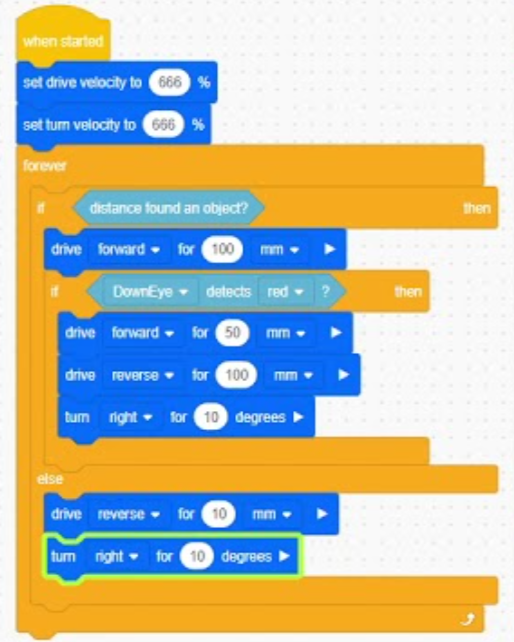 when started
set drive velocity to 666 %
set turn velocity to 666 %
forever
if distance found an object? then
drive forward for 100 mm
if DownEye detects red ? then
drive forward for 50 mm
drive reverse for 100 mm
turn right for 10 degrees
else
drive reverse for 10 mm
turn right for 10 degrees